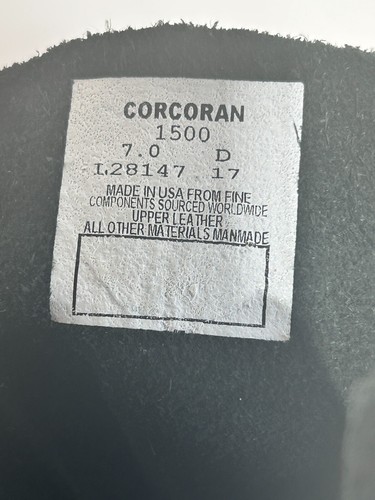 CORCORAN
1500
7.0 D
L28147 17
MADE IN USA FROM FINE
COMPONENTS SOURCED WORLDWIDE
UPPER LEATHER
ALL OTHER MATERIALS MANMADE